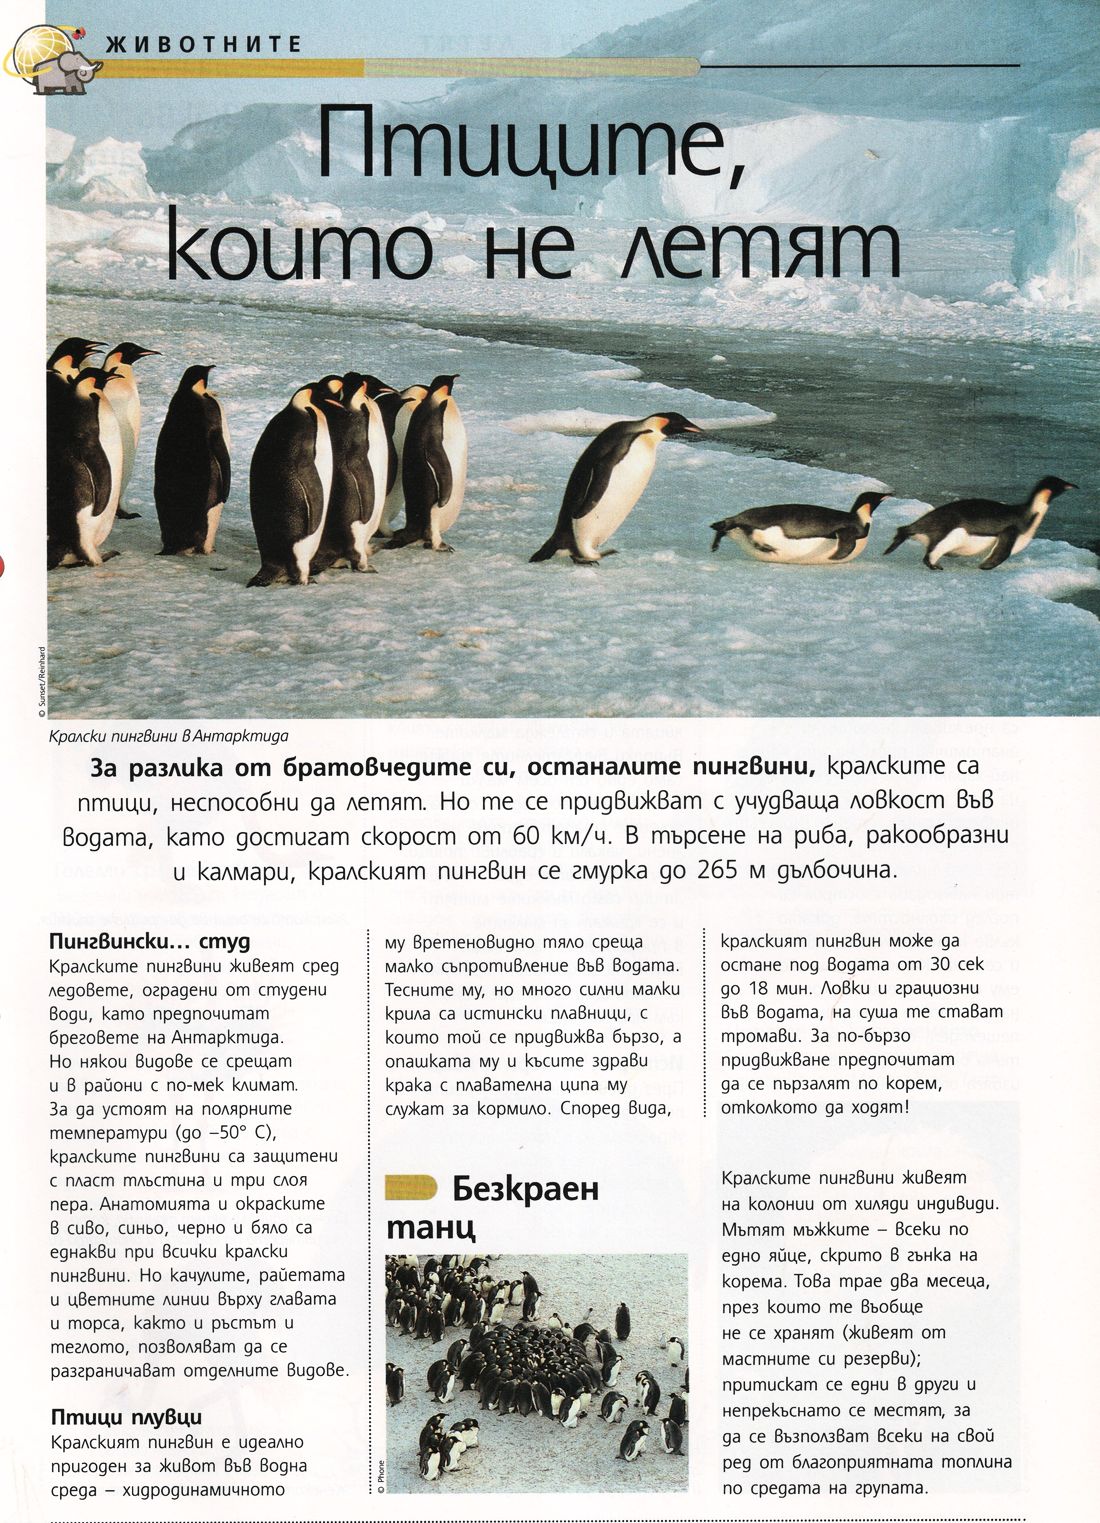 ЖИВОТНИТЕ
Птиците,
които не летят
© Sunset/Reinhard
Кралски пингвини в Антарктида
За разлика от братовчедите си, останалите пингвини, кралските са
птици, неспособни да летят. Но те се придвижват с учудваща ловкост във
водата, като достигат скорост от 60 км/ч. В търсене на риба, ракообразни
и калмари, кралският пингвин се гмурка до 265 м дълбочина.
Пингвински... студ
Кралските пингвини живеят сред
ледовете, оградени от студени
води, като предпочитат
бреговете на Антарктида.
Но някои видове се срещат
и в райони с по-мек климат.
За да устоят на полярните
температури (до –50° C),
кралските пингвини са защитени
с пласт тлъстина и три слоя
пера. Анатомията и окраските
в сиво, синьо, черно и бяло са
еднакви при всички кралски
пингвини. Но качулите, райетата
и цветните линии върху главата
и торса, както и ръстът и
теглото, позволяват да се
разграничават отделните видове.
Птици плувци
Кралският пингвин е идеално
пригоден за живот във водна
среда – хидродинамичното
му вретеновидно тяло среща
малко съпротивление във водата.
Тесните му, но много силни малки
крила са истински плавници, с
които той се придвижва бързо, а
опашката му и късите здрави
крака с плавателна ципа му
служат за кормило. Според вида,
кралският пингвин може да
остане под водата от 30 сек
до 18 мин. Ловки и грациозни
във водата, на суша те стават
тромави. За по-бързо
придвижване предпочитат
да се пързалят по корем,
отколкото да ходят!
Безкраен
танц
© Phone
Кралските пингвини живеят
на колонии от хиляди индивиди.
Мътят мъжките – всеки по
едно яйце, скрито в гънка на
корема. Това трае два месеца,
през които те въобще
не се хранят (живеят от
мастните си резерви);
притискат се едни в други и
непрекъснато се местят, за
да се възползват всеки на свой
ред от благоприятната топлина
по средата на групата.